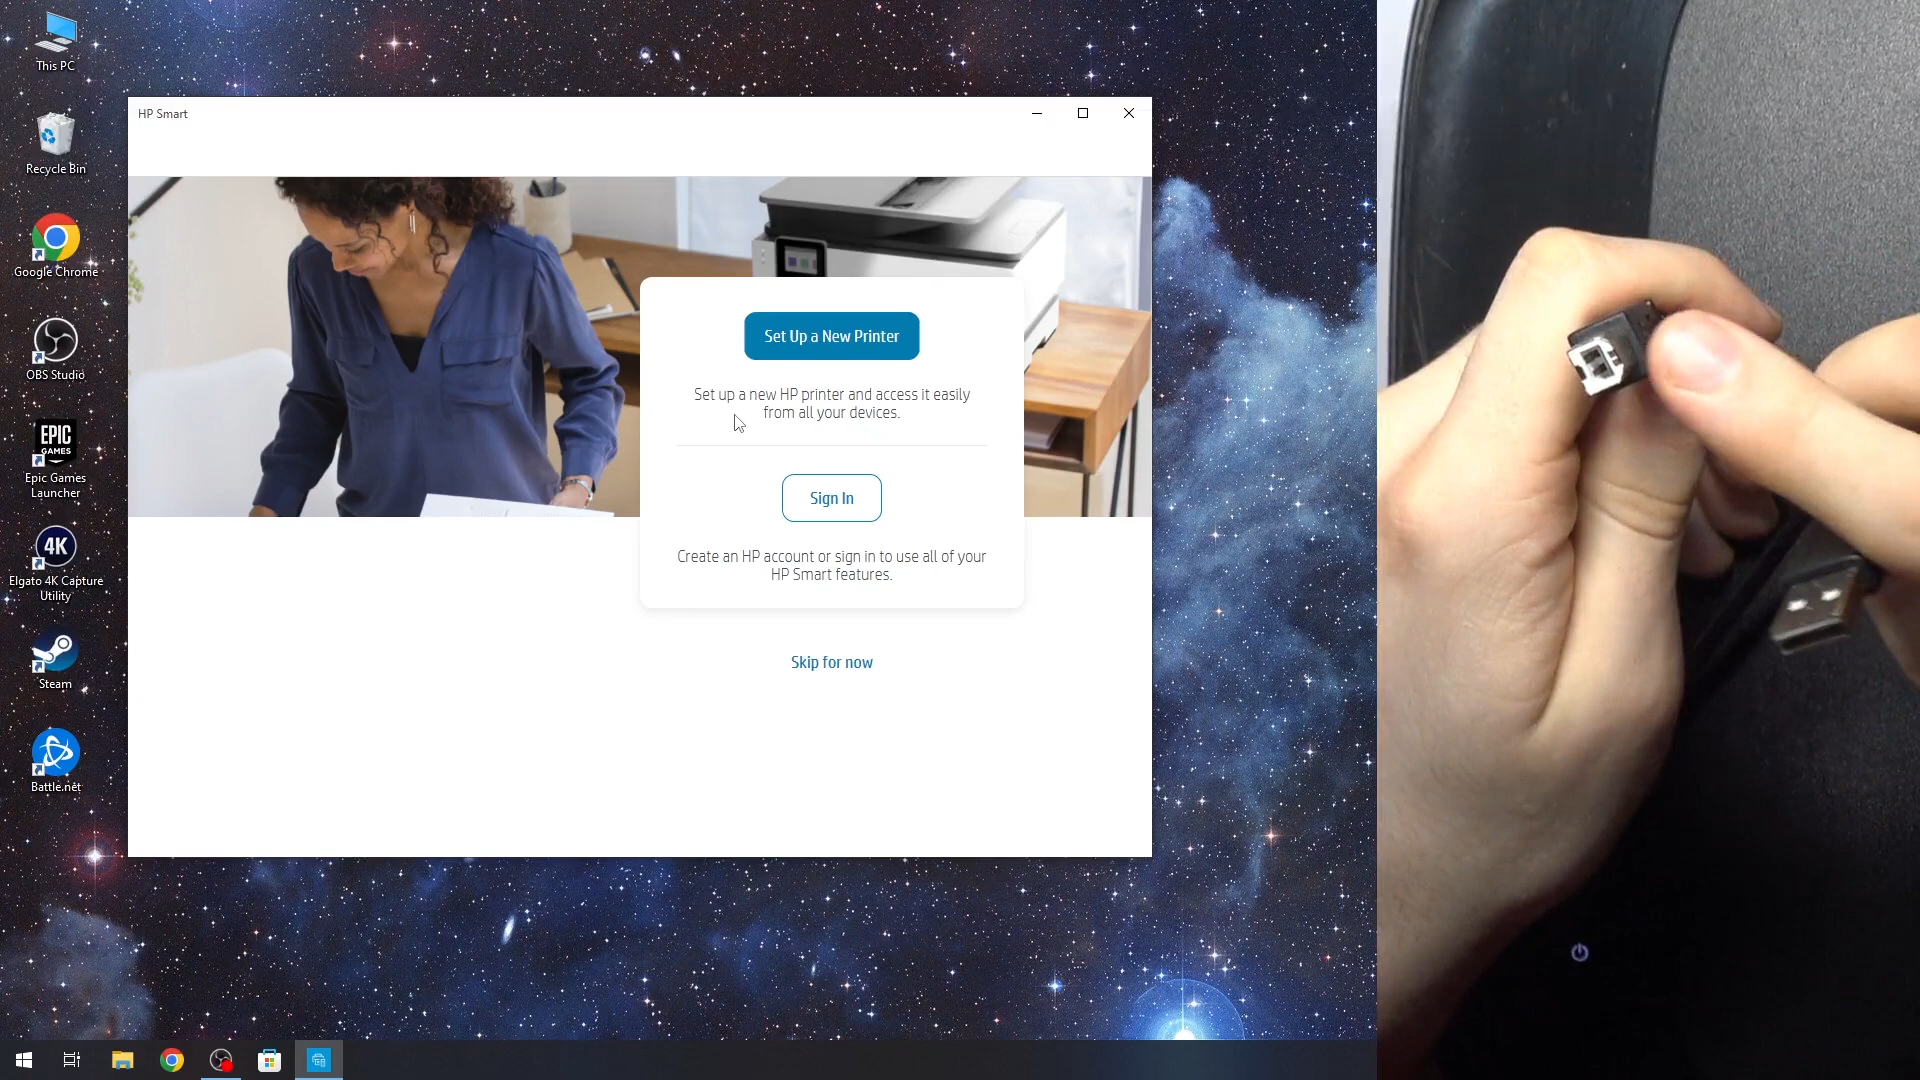 This PC
Recycle Bin
Google Chrome
OBS Studio
EPIC
GAMES
Epic Games
Launcher
4K
Elgato 4K Capture
Utility
Steam
Battle.net
HP Smart
Set Up a New Printer
Set up a new HP printer and access it easily
from all your devices.
Sign In
Create an HP account or sign in to use all of your
HP Smart features.
Skip for now